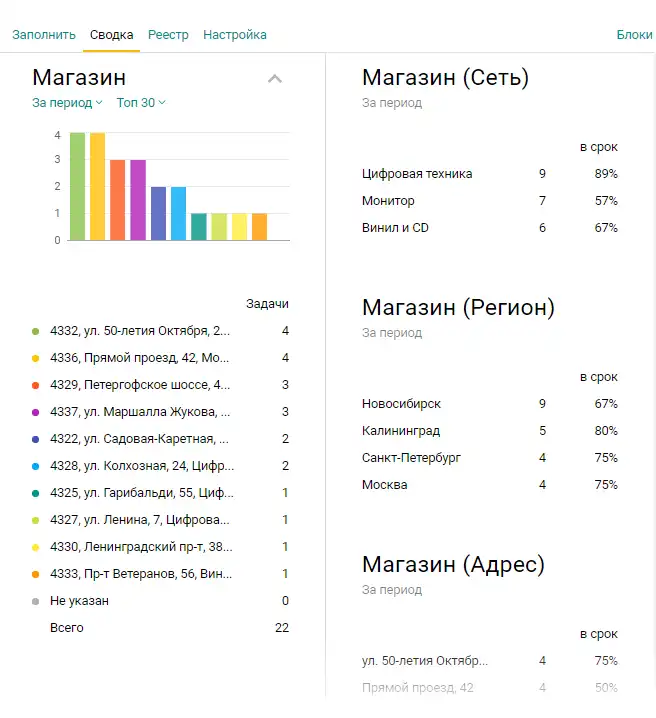 Заполнить Сводка Реестр Настройка Блоки
Магазин
За период Топ 30
4
3
2
1
0
Задачи
4332, ул. 50-летия Октября, 2... 4
4336, Прямой проезд, 42, Мо... 4
4329, Петергофское шоссе, 4... 3
4337, ул. Маршалла Жукова, ... 3
4322, ул. Садовая-Каретная, ... 2
4328, ул. Колхозная, 24, Цифр... 2
4325, ул. Гарибальди, 55, Циф... 1
4327, ул. Ленина, 7, Цифрова... 1
4330, Ленинградский пр-т, 38... 1
4333, Пр-т Ветеранов, 56, Вин... 1
Не указан 0
Всего 22
Магазин (Сеть)
За период
в срок
Цифровая техника 9 89%
Монитор 7 57%
Винил и CD 6 67%
Магазин (Регион)
За период
в срок
Новосибирск 9 67%
Калининград 5 80%
Санкт-Петербург 4 75%
Москва 4 75%
Магазин (Адрес)
За период
в срок
ул. 50-летия Октябр... 4 75%
Прямой проезд, 42 4 50%